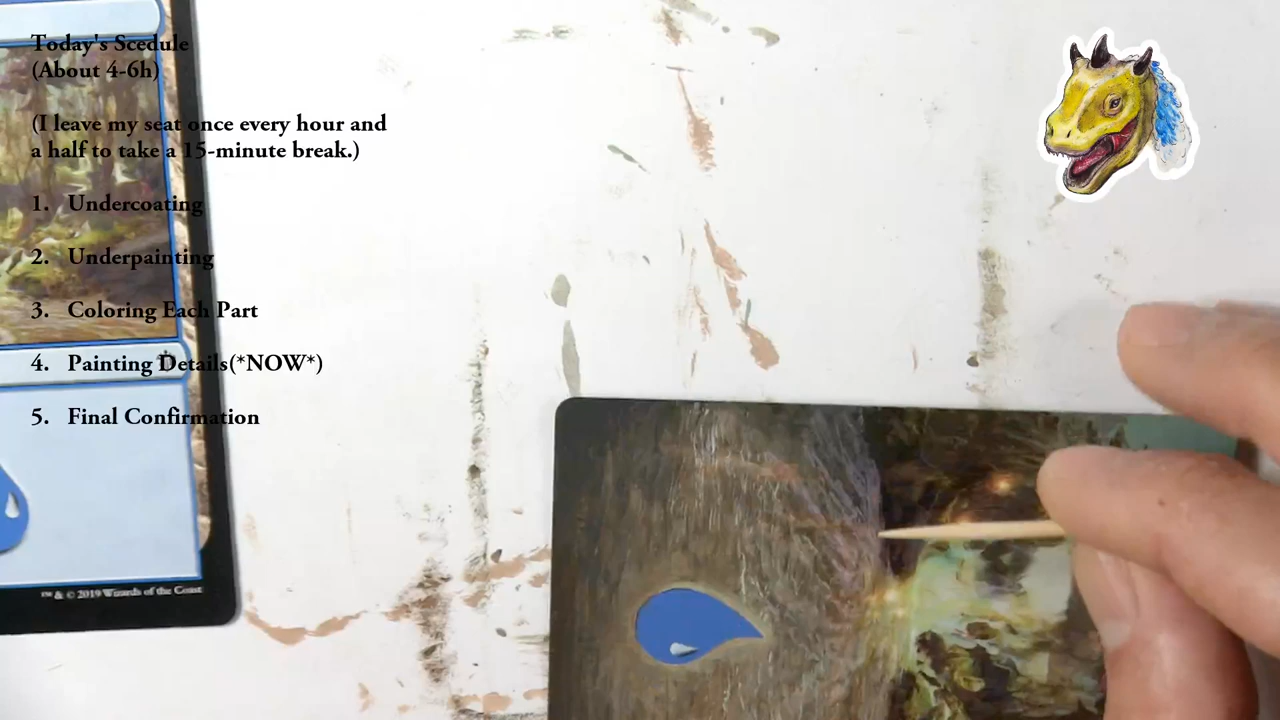 Today's Scedule
(About 4-6h)
(I leave my seat once every hour and
a half to take a 15-minute break.)
1. Undercoating
2. Underpainting
3. Coloring Each Part
4. Painting Details(*NOW*)
5. Final Confirmation
™ & © 2019 Wizards of the Coast